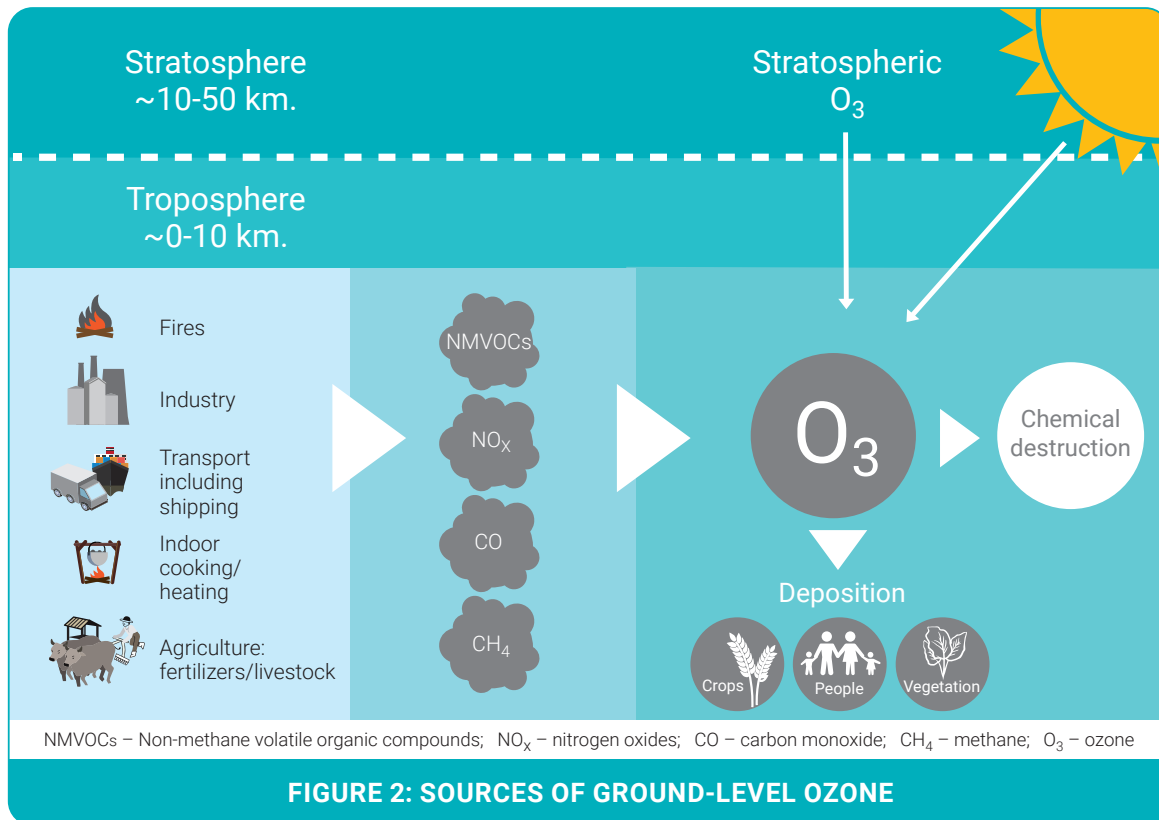 Stratosphere
~10-50 km.
Stratospheric
O₃
Troposphere
~0-10 km.
Fires
Industry
Transport
including
shipping
Indoor
cooking/
heating
Agriculture:
fertilizers/livestock
NMVOCs
NOₓ
CO
CH₄
O₃
Chemical
destruction
Deposition
Crops
People
Vegetation
NMVOCs – Non-methane volatile organic compounds; NOₓ – nitrogen oxides; CO – carbon monoxide; CH₄ – methane; O₃ – ozone
FIGURE 2: SOURCES OF GROUND-LEVEL OZONE